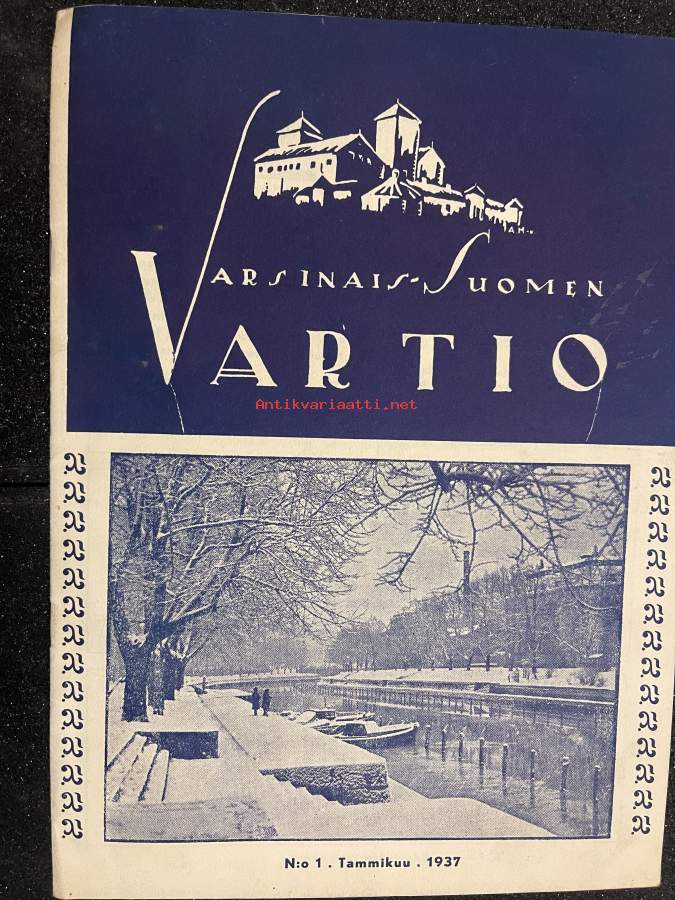 A.H-n.
VARSINAIS-SUOMEN
VARTIO
Antikvariaatti.net
N:o 1 . Tammikuu . 1937